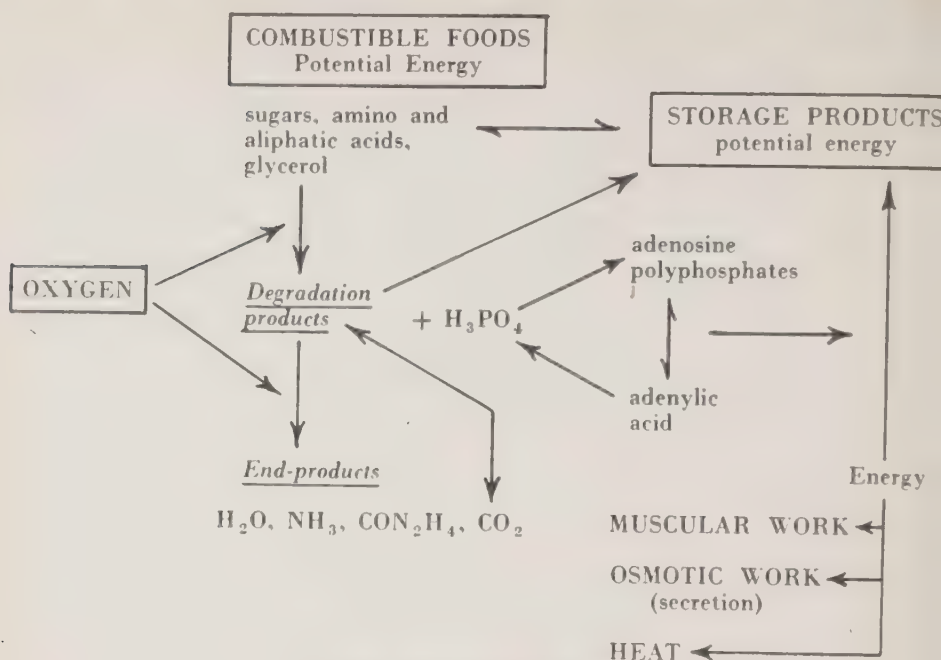 COMBUSTIBLE FOODS
Potential Energy
sugars, amino and
aliphatic acids,
glycerol
STORAGE PRODUCTS
potential energy
OXYGEN
Degradation
products
+ H₃PO₄
adenosine
polyphosphates
adenylic
acid
End-products
H₂O, NH₃, CON₂H₄, CO₂
Energy
MUSCULAR WORK
OSMOTIC WORK
(secretion)
HEAT